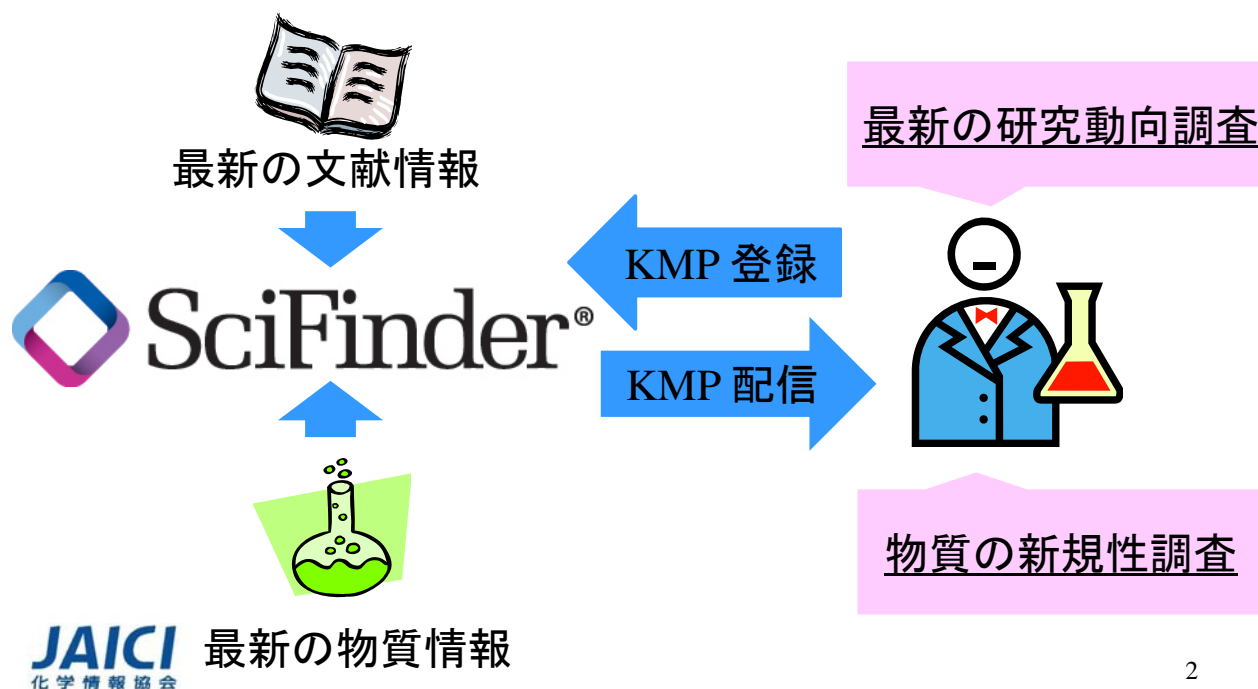 最新の文献情報
最新の研究動向調査
KMP 登録
SciFinder®
KMP 配信
物質の新規性調査
最新の物質情報
JAICI
化学情報協会
2